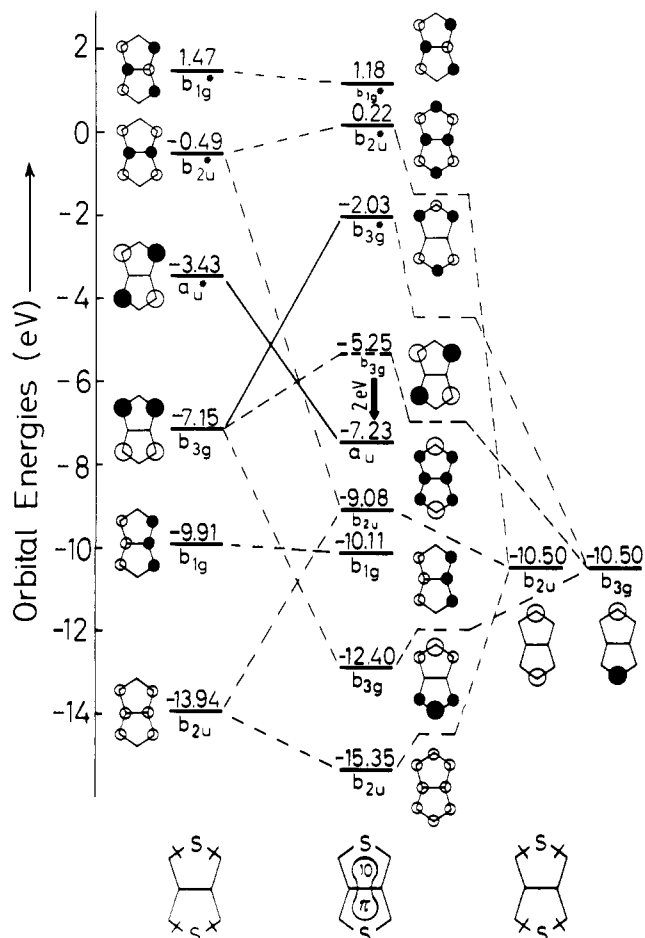 Orbital Energies (eV)
2
0
-2
-4
-6
-8
-10
-12
-14
1.47
b1g*
-0.49
b2u*
-3.43
au*
-7.15
b3g
-9.91
b1g
-13.94
b2u
1.18
b1g*
0.22
b2u*
-2.03
b3g*
-5.25
b3g
2 eV
-7.23
au
-9.08
b2u
-10.11
b1g
-12.40
b3g
-15.35
b2u
-10.50
b2u
-10.50
b3g
S S S
10
π
S S S